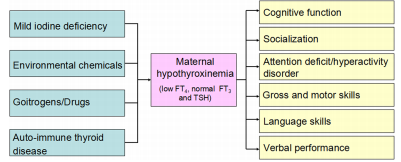 Mild iodine deficiency
Environmental chemicals
Goitrogens/Drugs
Auto-immune thyroid
disease
Maternal
hypothyroxinemia
(low FT4, normal FT3
and TSH)
Cognitive function
Socialization
Attention deficit/hyperactivity
disorder
Gross and motor skills
Language skills
Verbal performance